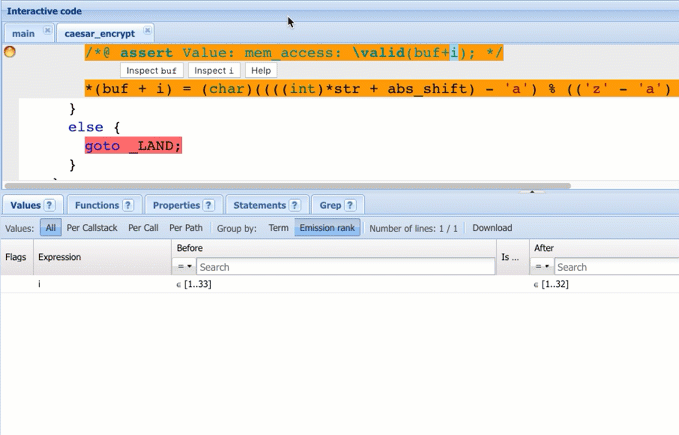 Interactive code
main caesar_encrypt
/*@ assert Value: mem_access: \valid(buf+i); */
Inspect buf Inspect i Help
*(buf + i) = (char)((((int)*str + abs_shift) - 'a') % (('z' - 'a')
}
else {
goto _LAND;
}
Values ? Functions ? Properties ? Statements ? Grep ?
Values: All Per Callstack Per Call Per Path Group by: Term Emission rank Number of lines: 1 / 1 Download
Flags Expression Before Is ... After
= Search = Search
i ∈ [1..33] ∈ [1..32]